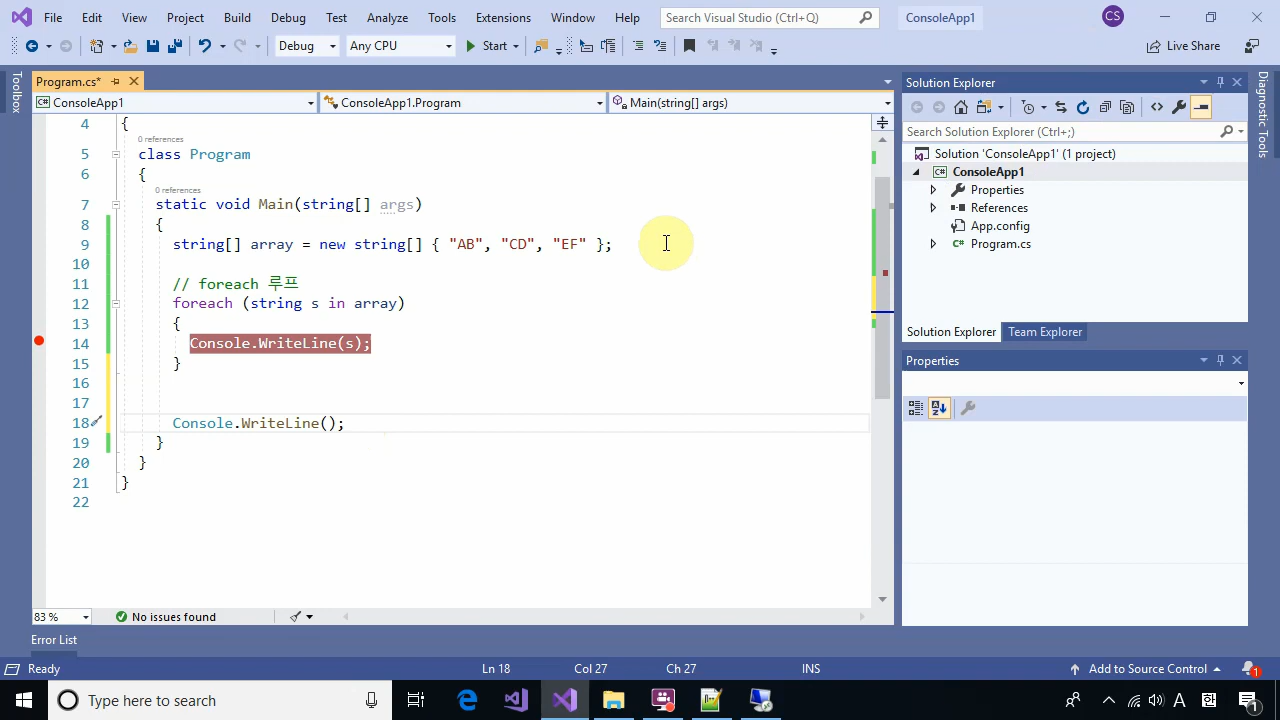 File Edit View Project Build Debug Test Analyze Tools Extensions Window Help Search Visual Studio (Ctrl+Q) ConsoleApp1 CS
Debug Any CPU Start Live Share
Toolbox
Program.cs*
ConsoleApp1 ConsoleApp1.Program Main(string[] args)
4 {
0 references
5 class Program
6 {
0 references
7 static void Main(string[] args)
8 {
9 string[] array = new string[] { "AB", "CD", "EF" };
10
11 // foreach 루프
12 foreach (string s in array)
13 {
14 Console.WriteLine(s);
15 }
16
17
18 Console.WriteLine();
19 }
20 }
21 }
22
83 % No issues found
Solution Explorer
Search Solution Explorer (Ctrl+;)
Solution 'ConsoleApp1' (1 project)
C# ConsoleApp1
Properties
References
App.config
C# Program.cs
Solution Explorer Team Explorer
Properties
Diagnostic Tools
Error List
Ready Ln 18 Col 27 Ch 27 INS Add to Source Control 1
Type here to search A 1